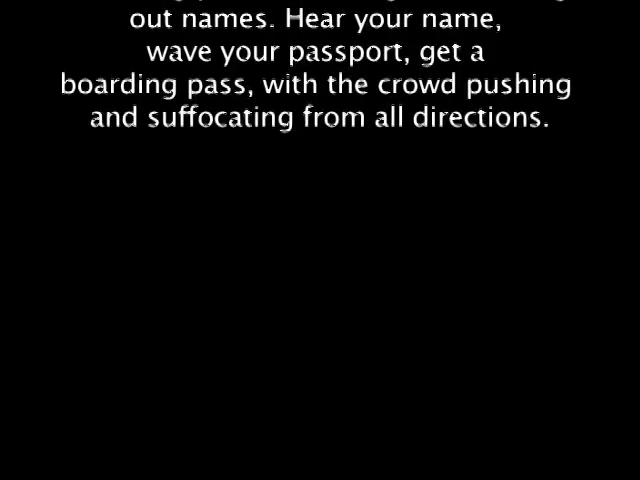 out names. Hear your name,
wave your passport, get a
boarding pass, with the crowd pushing
and suffocating from all directions.